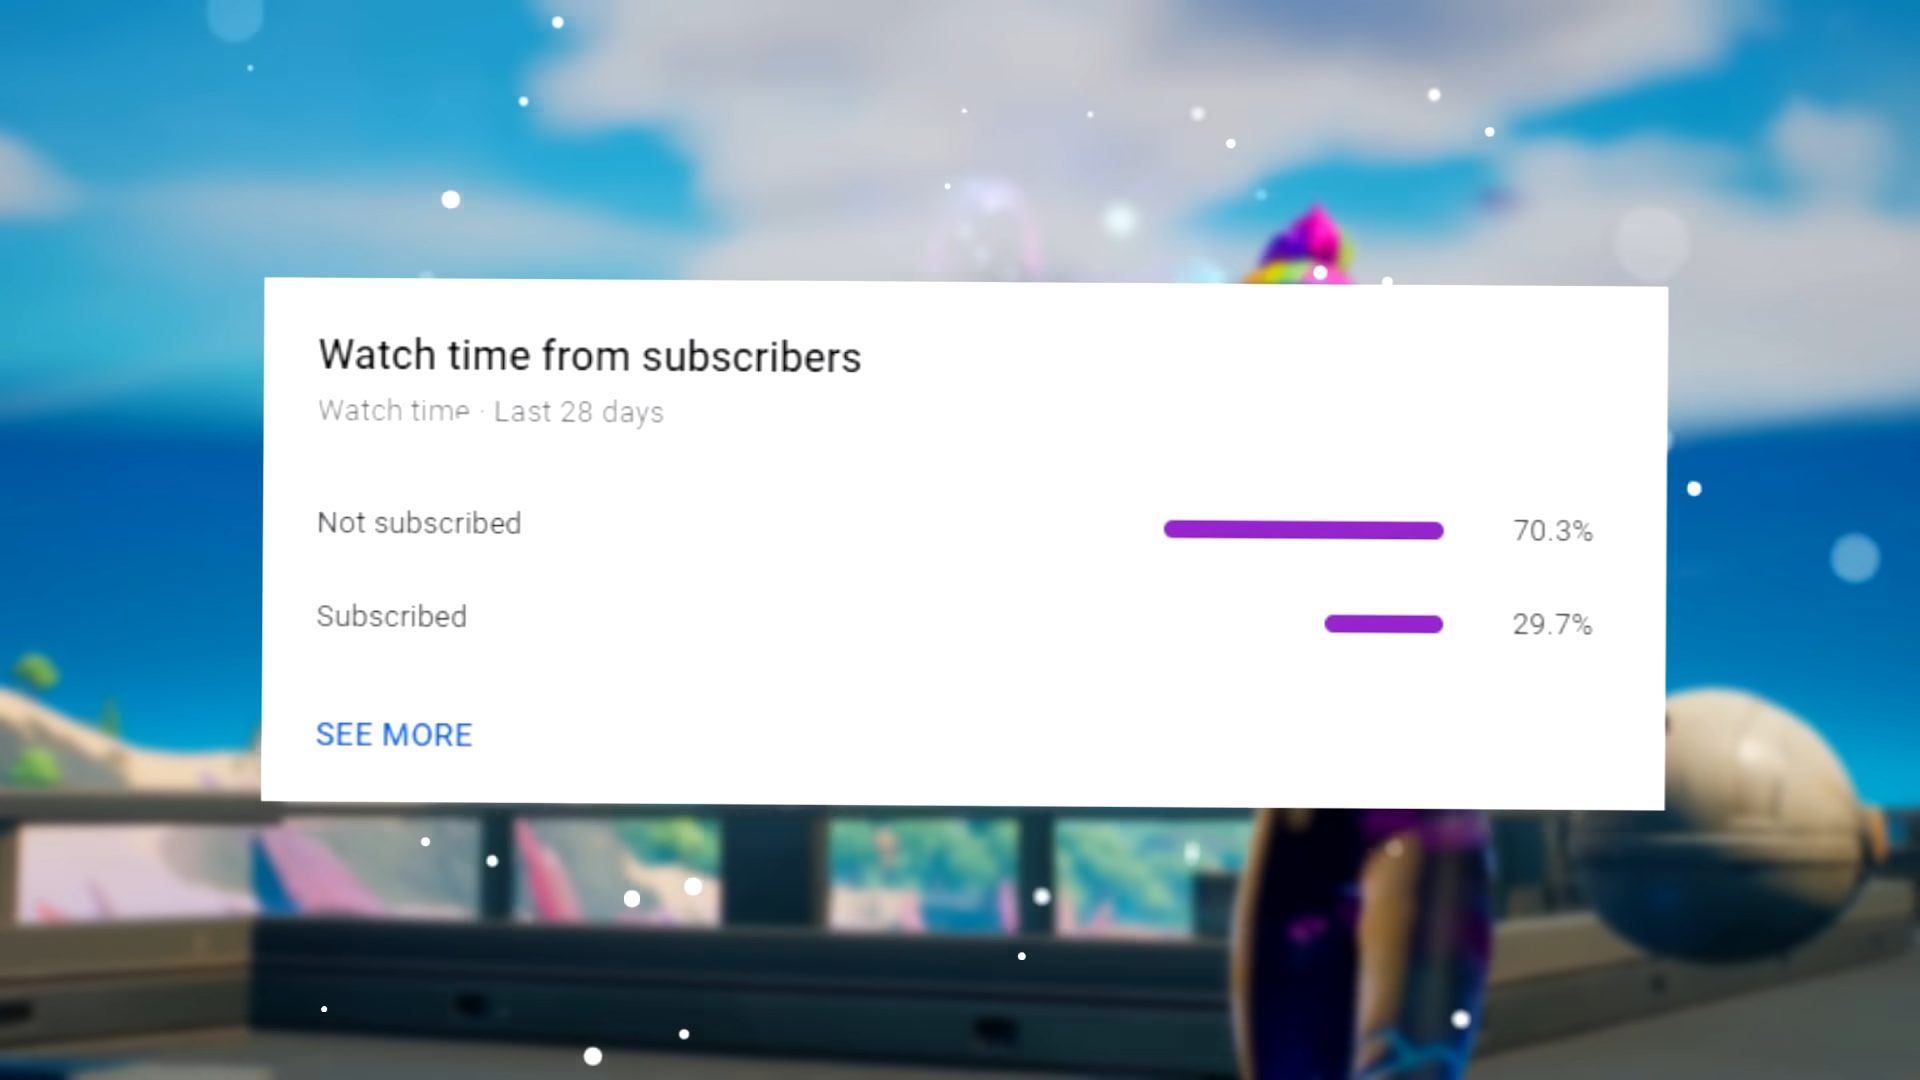 Watch time from subscribers
Watch time · Last 28 days
Not subscribed 70.3%
Subscribed 29.7%
SEE MORE